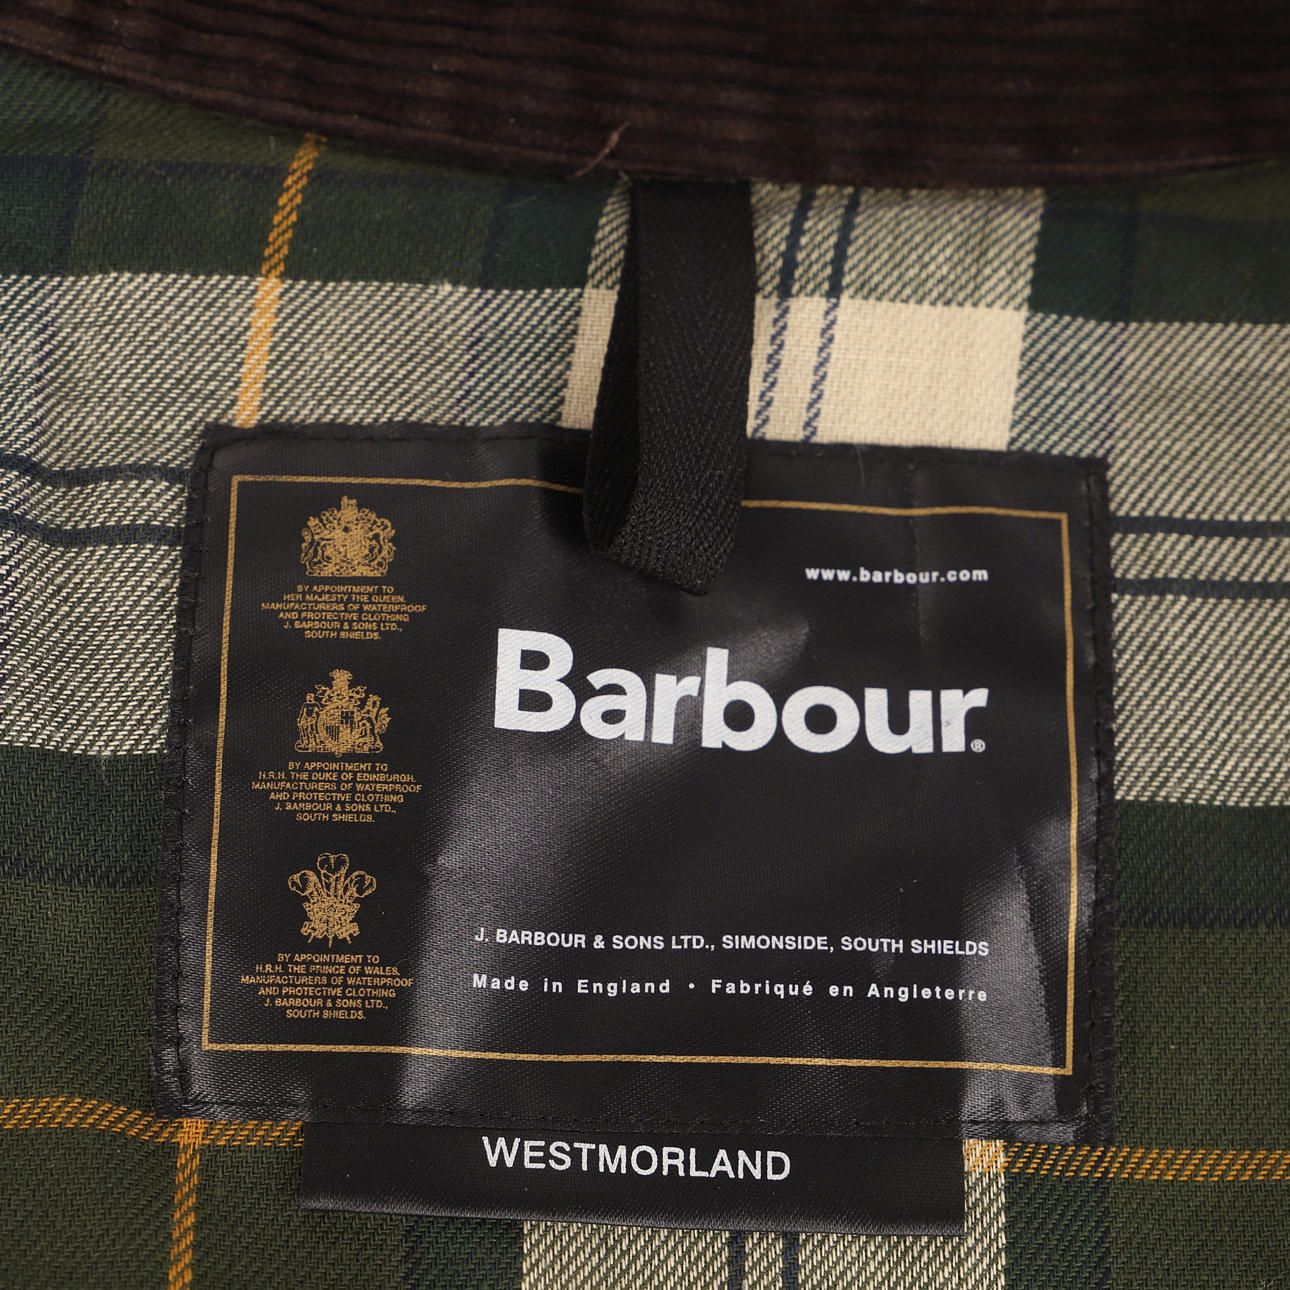 www.barbour.com
Barbour®
BY APPOINTMENT TO
HER MAJESTY THE QUEEN.
MANUFACTURERS OF WATERPROOF
AND PROTECTIVE CLOTHING
J. BARBOUR & SONS LTD.,
SOUTH SHIELDS.
BY APPOINTMENT TO
H.R.H. THE DUKE OF EDINBURGH.
MANUFACTURERS OF WATERPROOF
AND PROTECTIVE CLOTHING
J. BARBOUR & SONS LTD.,
SOUTH SHIELDS.
BY APPOINTMENT TO
H.R.H. THE PRINCE OF WALES.
MANUFACTURERS OF WATERPROOF
AND PROTECTIVE CLOTHING
J. BARBOUR & SONS LTD.,
SOUTH SHIELDS.
J. BARBOUR & SONS LTD., SIMONSIDE, SOUTH SHIELDS
Made in England • Fabriqué en Angleterre
WESTMORLAND